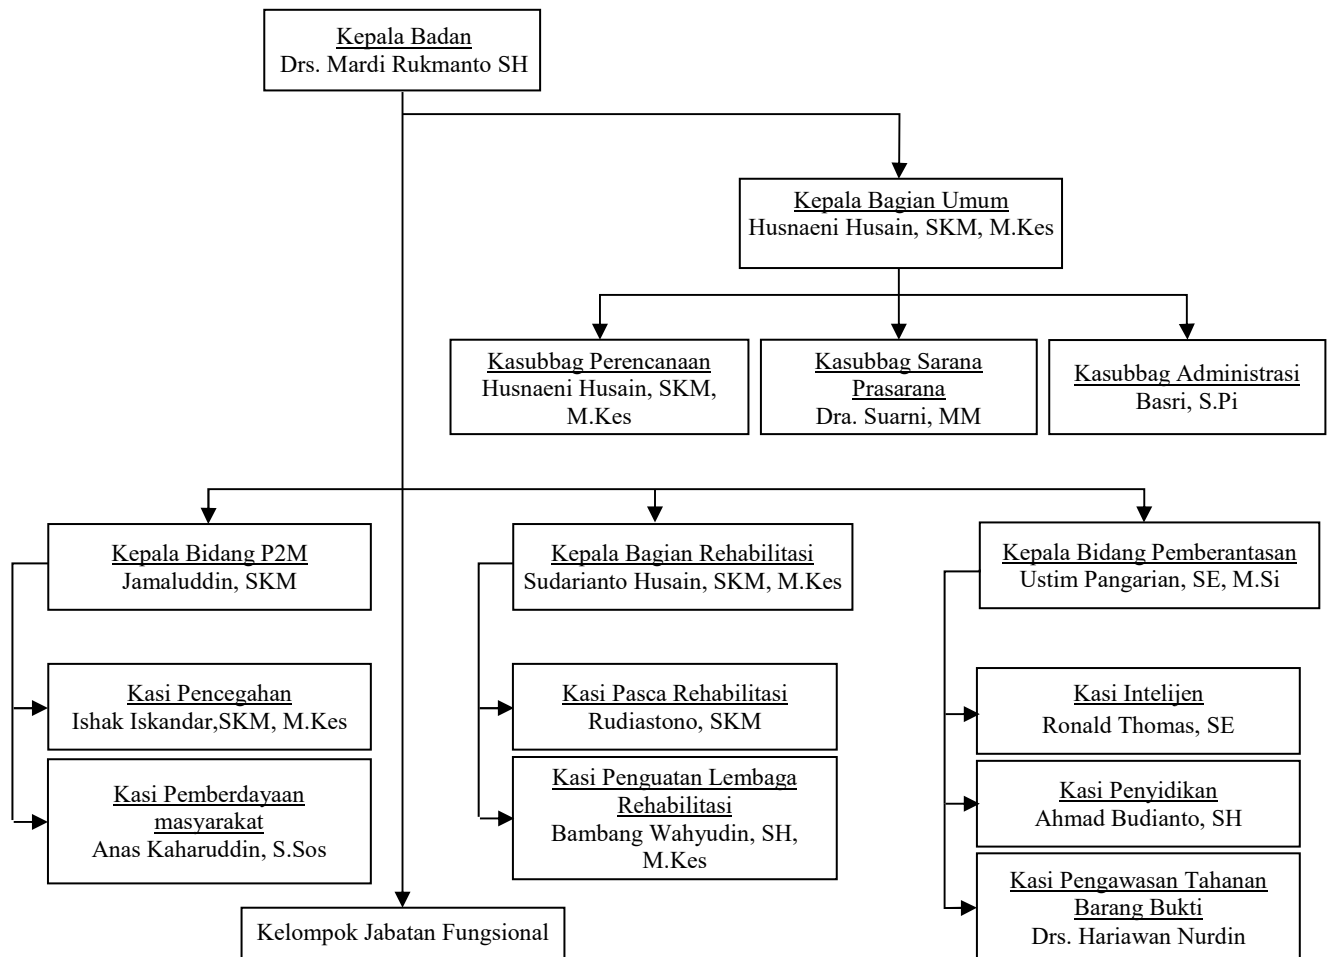 Kepala Badan
Drs. Mardi Rukmanto SH
Kepala Bagian Umum
Husnaeni Husain, SKM, M.Kes
Kasubbag Perencanaan
Husnaeni Husain, SKM,
M.Kes
Kasubbag Sarana
Prasarana
Dra. Suarni, MM
Kasubbag Administrasi
Basri, S.Pi
Kepala Bidang P2M
Jamaluddin, SKM
Kepala Bagian Rehabilitasi
Sudarianto Husain, SKM, M.Kes
Kepala Bidang Pemberantasan
Ustim Pangarian, SE, M.Si
Kasi Pencegahan
Ishak Iskandar,SKM, M.Kes
Kasi Pasca Rehabilitasi
Rudiastono, SKM
Kasi Intelijen
Ronald Thomas, SE
Kasi Pemberdayaan
masyarakat
Anas Kaharuddin, S.Sos
Kasi Penguatan Lembaga
Rehabilitasi
Bambang Wahyudin, SH,
M.Kes
Kasi Penyidikan
Ahmad Budianto, SH
Kasi Pengawasan Tahanan
Barang Bukti
Drs. Hariawan Nurdin
Kelompok Jabatan Fungsional